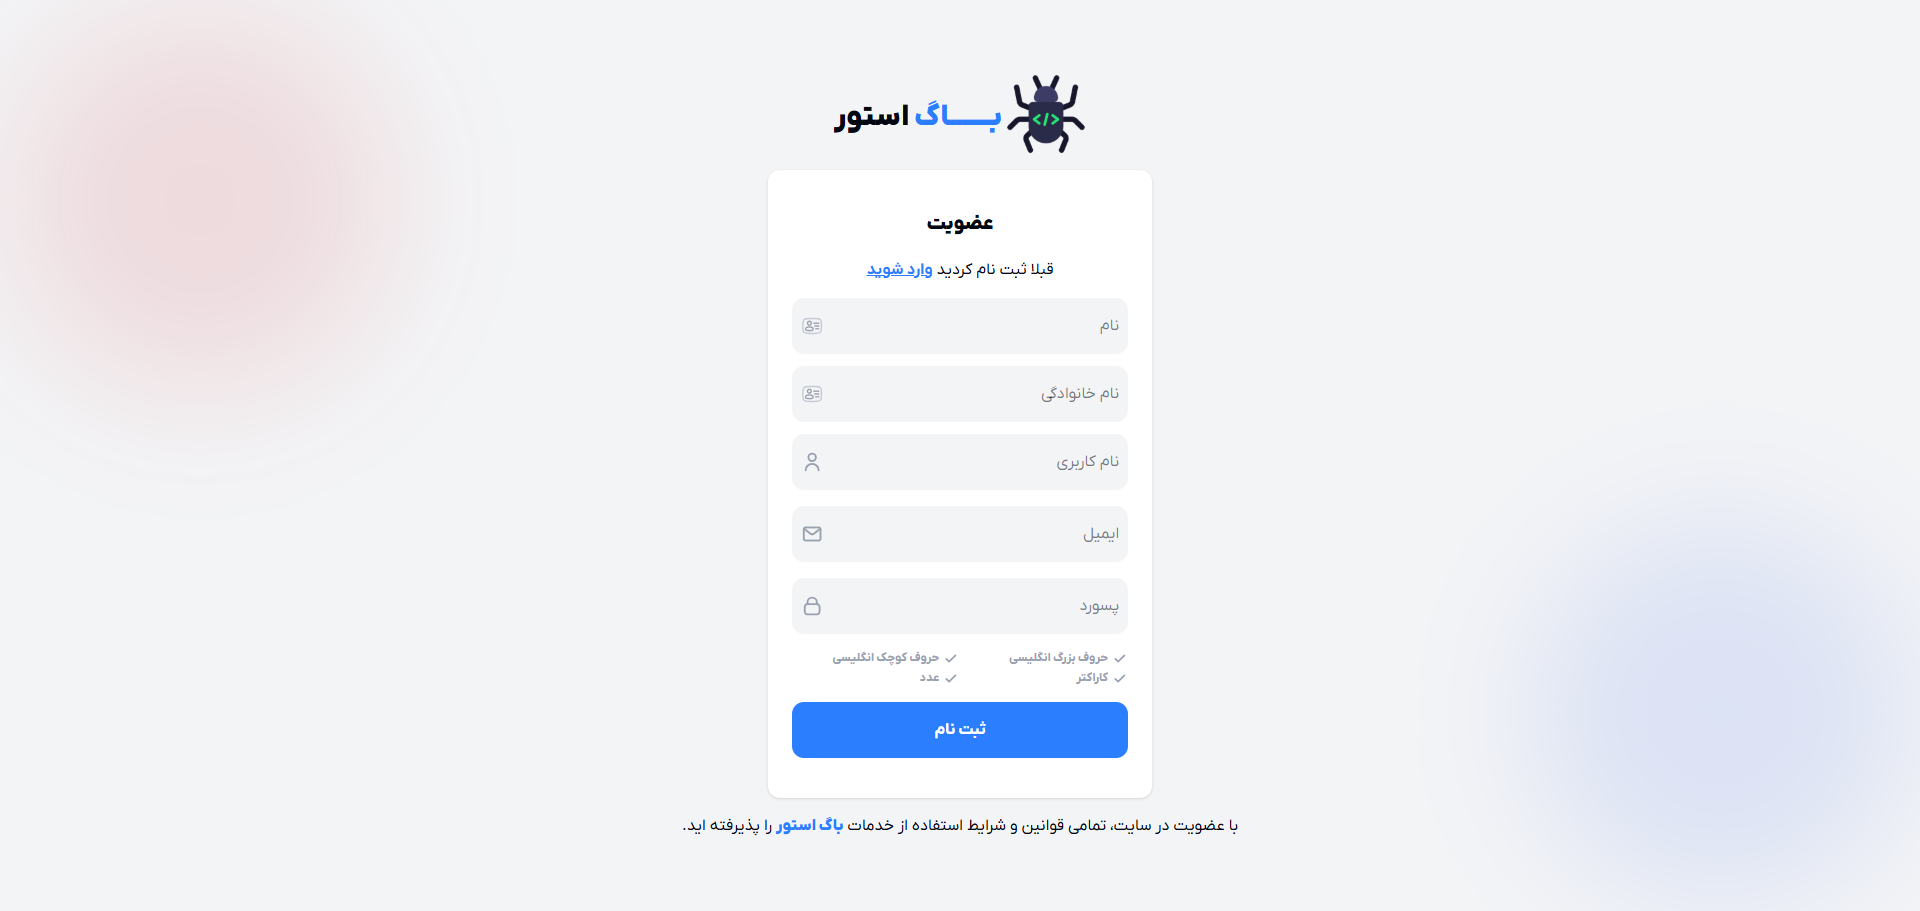 بـــاگ استور
عضویت
قبلا ثبت نام کردید وارد شوید
نام
نام خانوادگی
نام کاربری
ایمیل
پسورد
حروف بزرگ انگلیسی
حروف کوچک انگلیسی
کاراکتر
عدد
ثبت نام
با عضویت در سایت، تمامی قوانین و شرایط استفاده از خدمات باگ استور را پذیرفته اید.